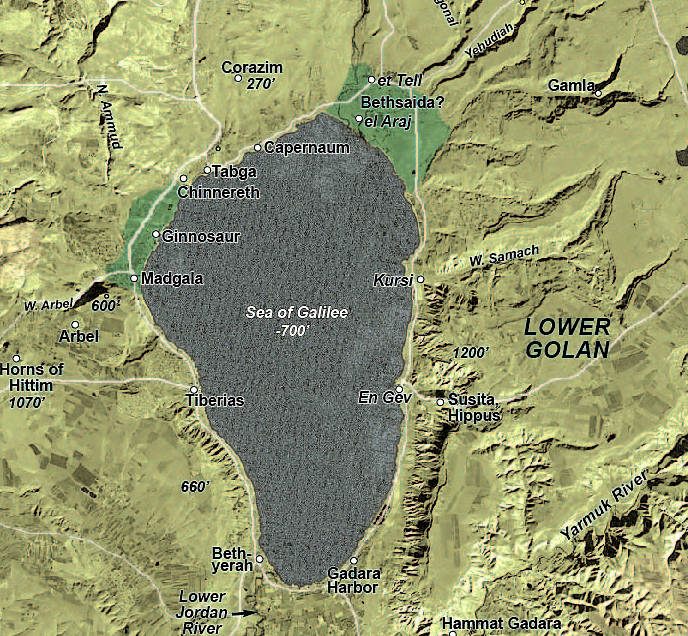 Yehudiah
Corazim
270'
et Tell
Gamla
Bethsaida?
el Araj
N. Ammud
Capernaum
Tabga
Chinnereth
Ginnosaur
W. Samach
Madgala
Kursi
W. Arbel
600'
Sea of Galilee
-700'
LOWER
GOLAN
Arbel
1200'
Horns of
Hittim
1070'
Tiberias
En Gev
Susita,
Hippus
660'
Yarmuk River
Beth-
yerah
Gadara
Harbor
Lower
Jordan
River
Hammat Gadara